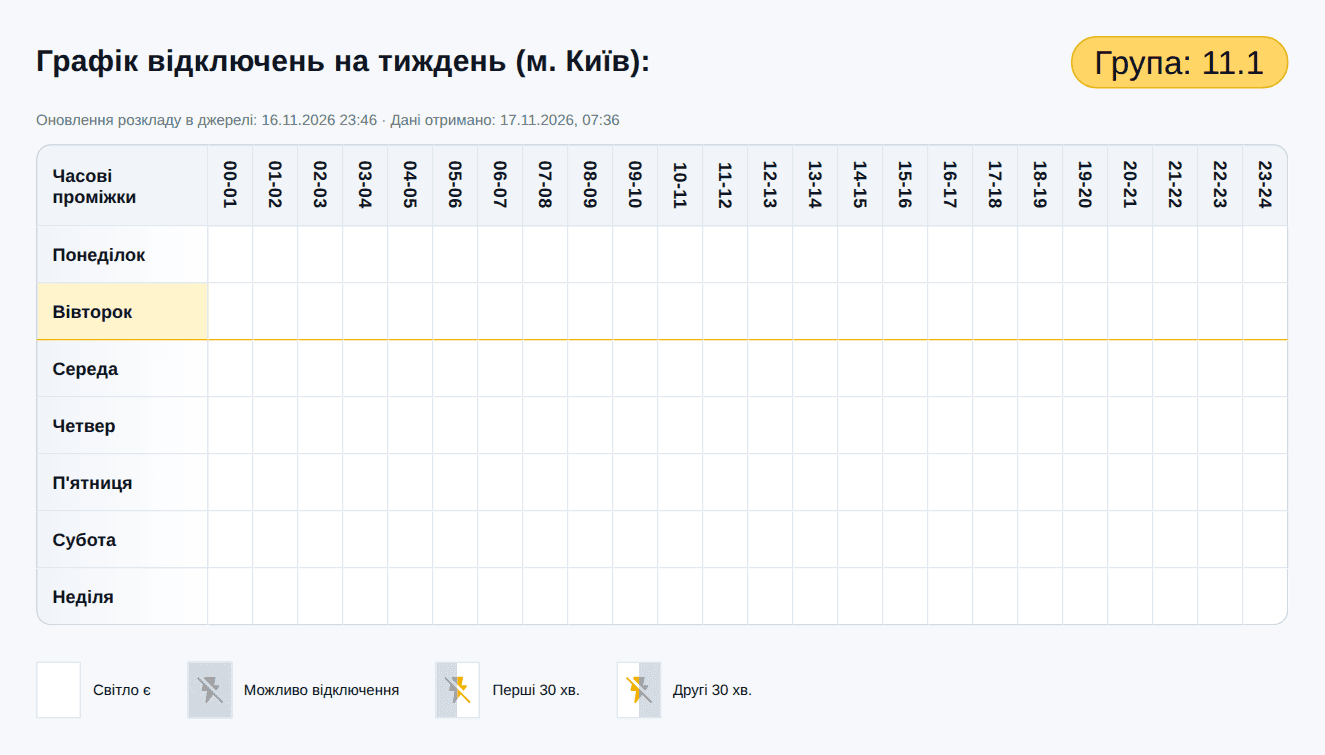 Графік відключень на тиждень (м. Київ):
Група: 11.1
Оновлення розкладу в джерелі: 16.11.2026 23:46 · Дані отримано: 17.11.2026, 07:36
Часові
проміжки
00-01
01-02
02-03
03-04
04-05
05-06
06-07
07-08
08-09
09-10
10-11
11-12
12-13
13-14
14-15
15-16
16-17
17-18
18-19
19-20
20-21
21-22
22-23
23-24
Понеділок
Вівторок
Середа
Четвер
П'ятниця
Субота
Неділя
Світло є
Можливо відключення
Перші 30 хв.
Другі 30 хв.